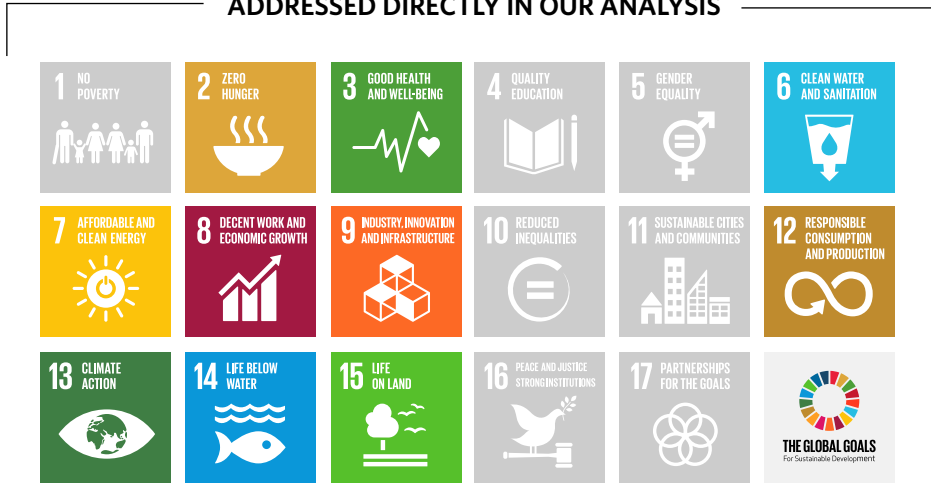 ADDRESSED DIRECTLY IN OUR ANALYSIS
1 NO
POVERTY
2 ZERO
HUNGER
3 GOOD HEALTH
AND WELL-BEING
4 QUALITY
EDUCATION
5 GENDER
EQUALITY
6 CLEAN WATER
AND SANITATION
7 AFFORDABLE AND
CLEAN ENERGY
8 DECENT WORK AND
ECONOMIC GROWTH
9 INDUSTRY, INNOVATION
AND INFRASTRUCTURE
10 REDUCED
INEQUALITIES
11 SUSTAINABLE CITIES
AND COMMUNITIES
12 RESPONSIBLE
CONSUMPTION
AND PRODUCTION
13 CLIMATE
ACTION
14 LIFE BELOW
WATER
15 LIFE
ON LAND
16 PEACE AND JUSTICE
STRONG INSTITUTIONS
17 PARTNERSHIPS
FOR THE GOALS
THE GLOBAL GOALS
For Sustainable Development